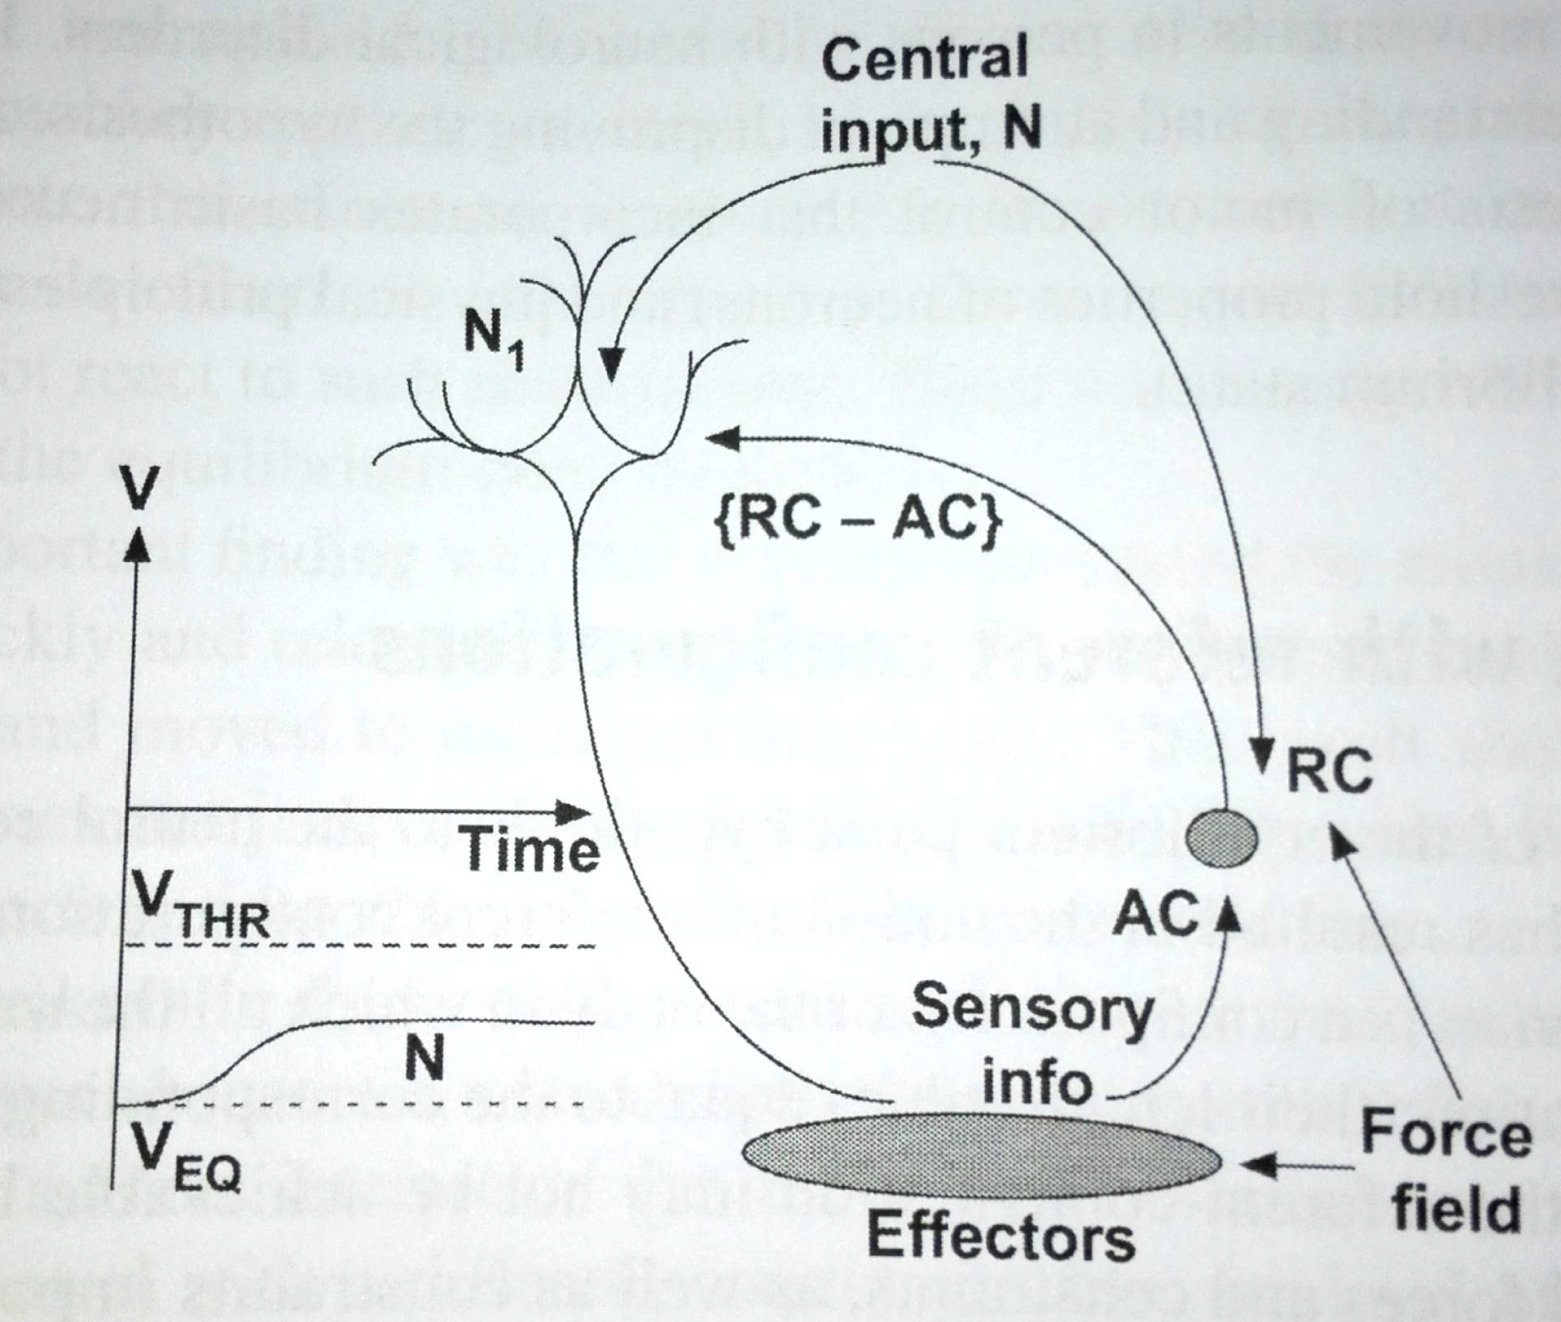 Central
input, N
N1
V
{RC – AC}
RC
Time
VTHR
AC
Sensory
info
N
VEQ
Force
field
Effectors